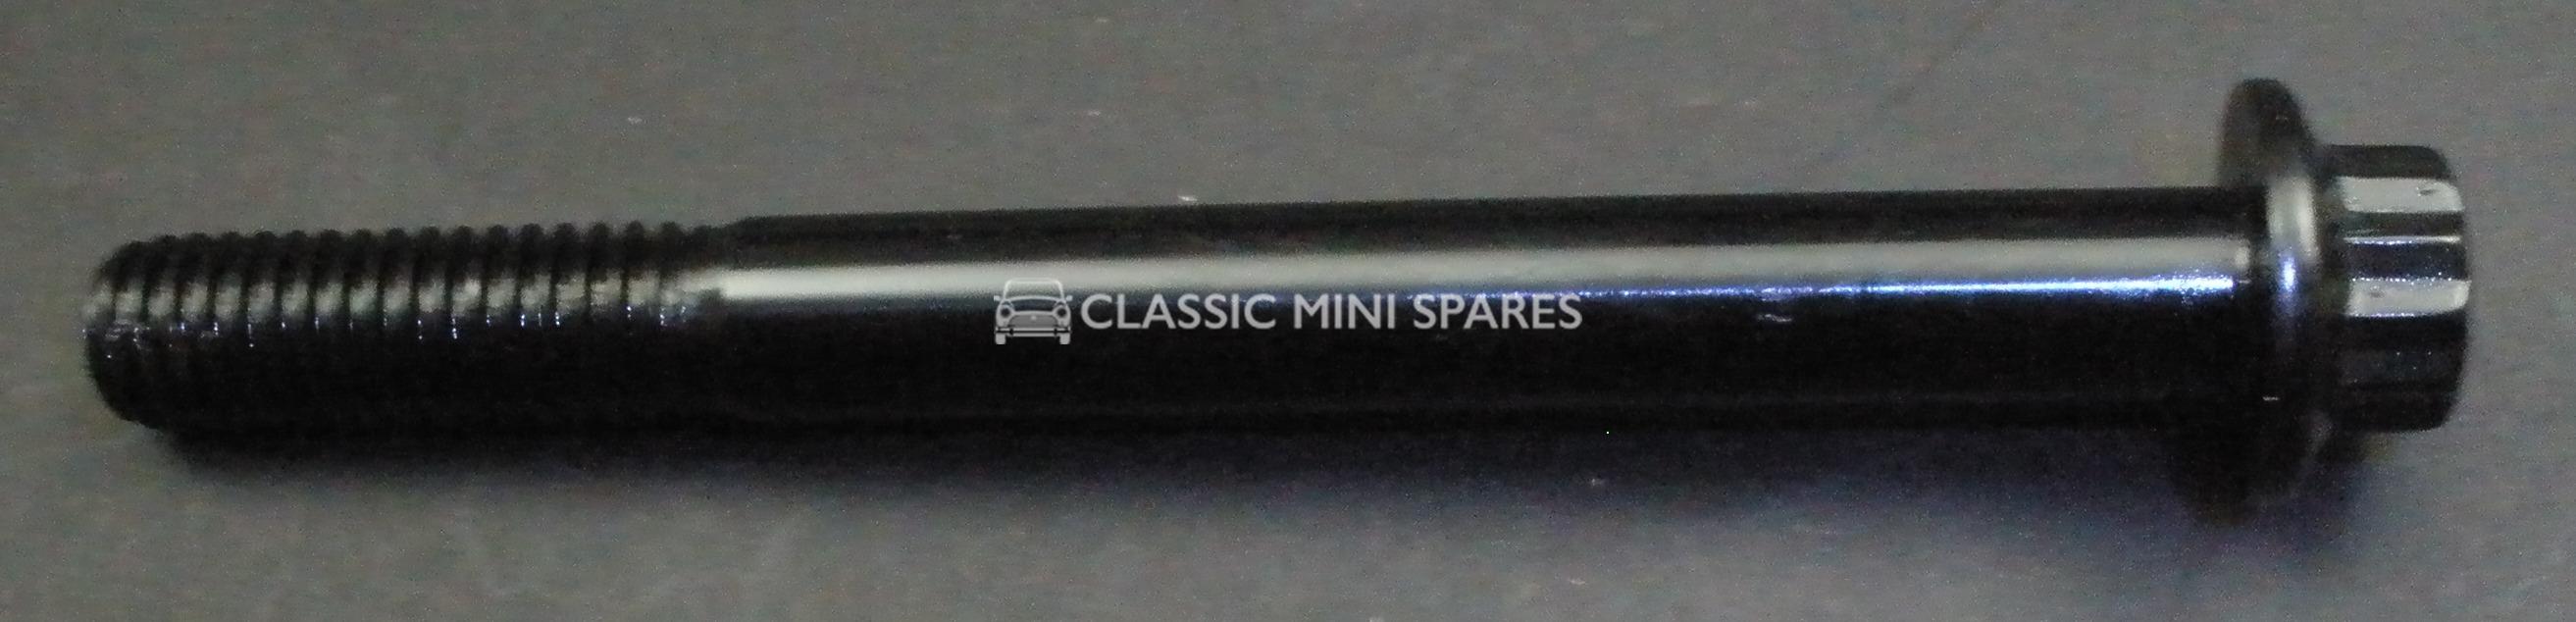 CLASSIC MINI SPARES